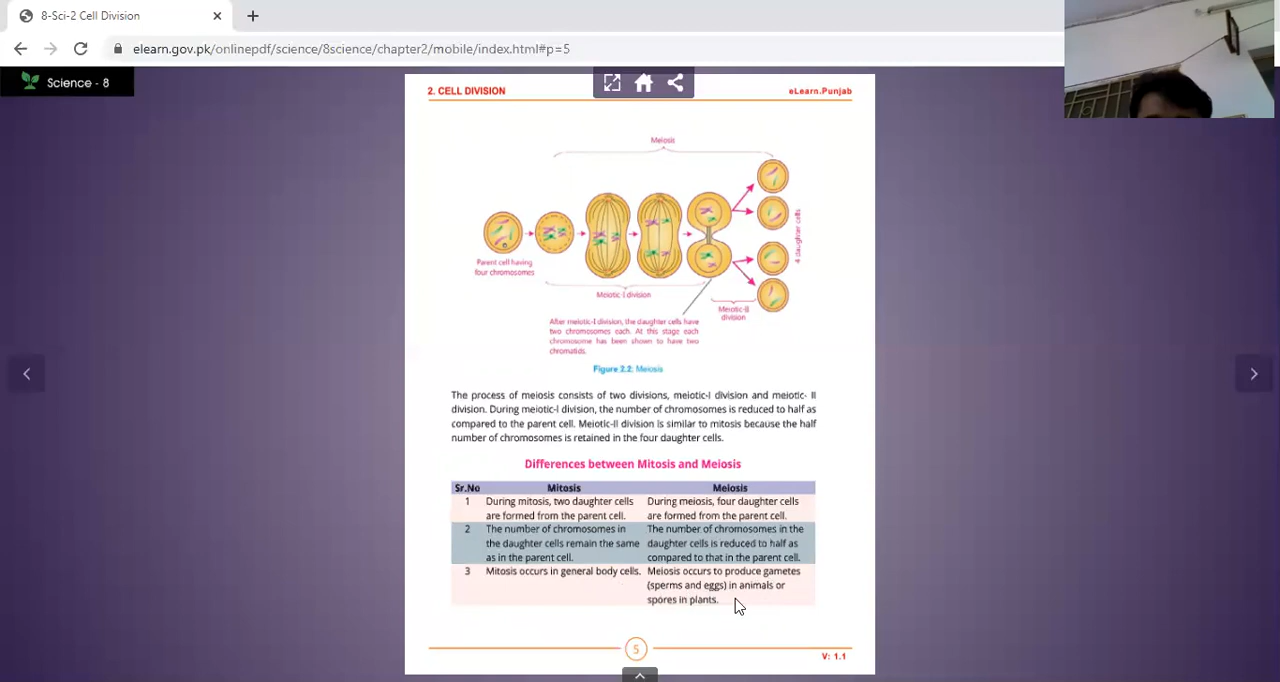 8-Sci-2 Cell Division
elearn.gov.pk/onlinepdf/science/8science/chapter2/mobile/index.html#p=5
Science - 8
2. CELL DIVISION
eLearn.Punjab
Meiosis
4 daughter cells
Parent cell having
four chromosomes
Meiotic-I division
Meiotic-II
division
After meiotic-I division, the daughter cells have
two chromosomes each. At this stage each
chromosome has been shown to have two
chromatids.
Figure 2.2: Meiosis
The process of meiosis consists of two divisions, meiotic-I division and meiotic- II
division. During meiotic-I division, the number of chromosomes is reduced to half as
compared to the parent cell. Meiotic-II division is similar to mitosis because the half
number of chromosomes is retained in the four daughter cells.
Differences between Mitosis and Meiosis
Sr.No Mitosis Meiosis
1 During mitosis, two daughter cells During meiosis, four daughter cells
are formed from the parent cell. are formed from the parent cell.
2 The number of chromosomes in The number of chromosomes in the
the daughter cells remain the same daughter cells is reduced to half as
as in the parent cell. compared to that in the parent cell.
3 Mitosis occurs in general body cells. Meiosis occurs to produce gametes
(sperms and eggs) in animals or
spores in plants.
5
V: 1.1